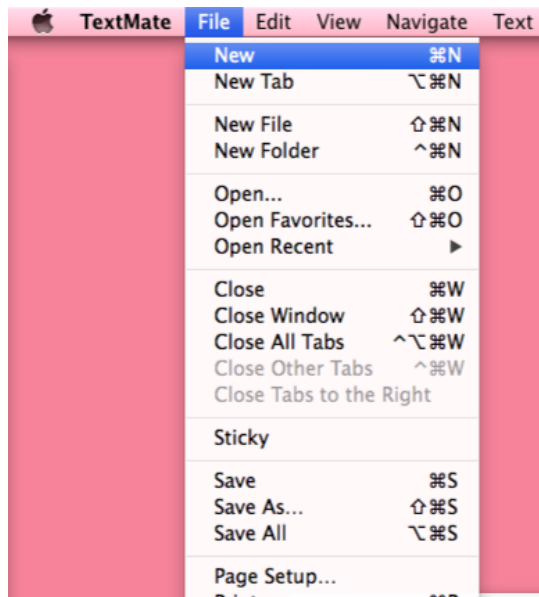 TextMate File Edit View Navigate Text
New ⌘N
New Tab ⌥⌘N
New File ⇧⌘N
New Folder ^⌘N
Open... ⌘O
Open Favorites... ⇧⌘O
Open Recent ▶
Close ⌘W
Close Window ⇧⌘W
Close All Tabs ^⌥⌘W
Close Other Tabs ^⌘W
Close Tabs to the Right
Sticky
Save ⌘S
Save As... ⇧⌘S
Save All ⌥⌘S
Page Setup...